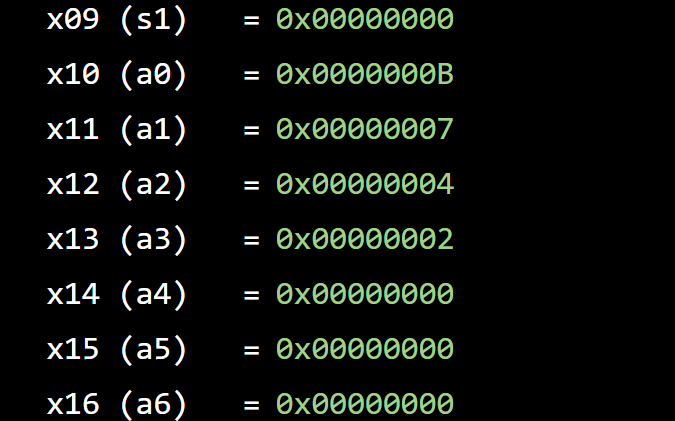 x09 (s1) = 0x00000000
x10 (a0) = 0x0000000B
x11 (a1) = 0x00000007
x12 (a2) = 0x00000004
x13 (a3) = 0x00000002
x14 (a4) = 0x00000000
x15 (a5) = 0x00000000
x16 (a6) = 0x00000000